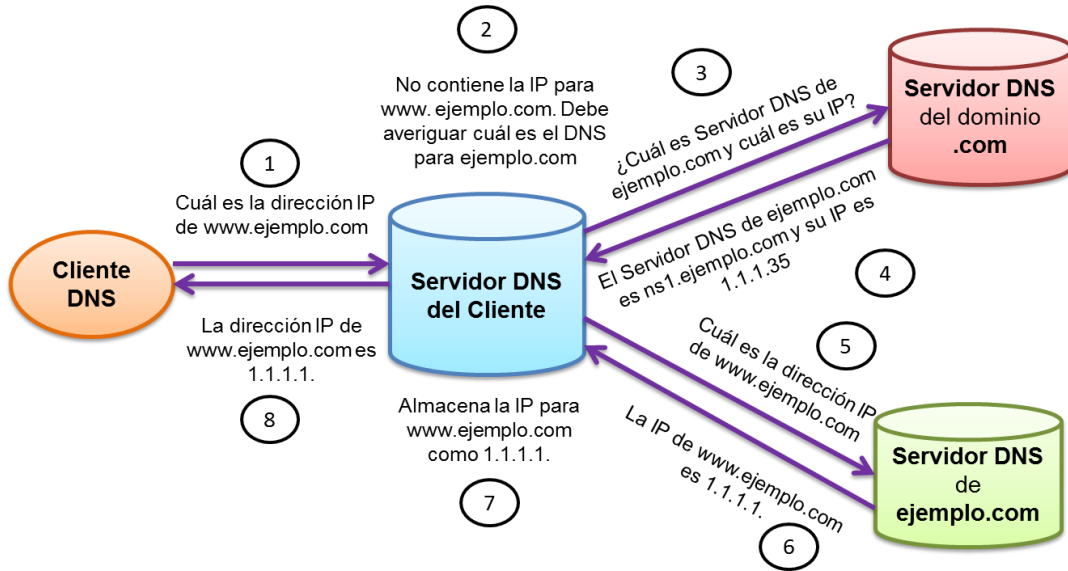 1
Cuál es la dirección IP
de www.ejemplo.com
Cliente
DNS
2
No contiene la IP para
www. ejemplo.com. Debe
averiguar cuál es el DNS
para ejemplo.com
Servidor DNS
del Cliente
3
¿Cuál es Servidor DNS de
ejemplo.com y cuál es su IP?
Servidor DNS
del dominio
.com
El Servidor DNS de ejemplo.com
es ns1.ejemplo.com y su IP es
1.1.1.35
4
5
Cuál es la dirección IP
de www.ejemplo.com
Servidor DNS
de
ejemplo.com
La IP de www.ejemplo.com
es 1.1.1.1.
6
Almacena la IP para
www.ejemplo.com
como 1.1.1.1.
7
La dirección IP de
www.ejemplo.com es
1.1.1.1.
8